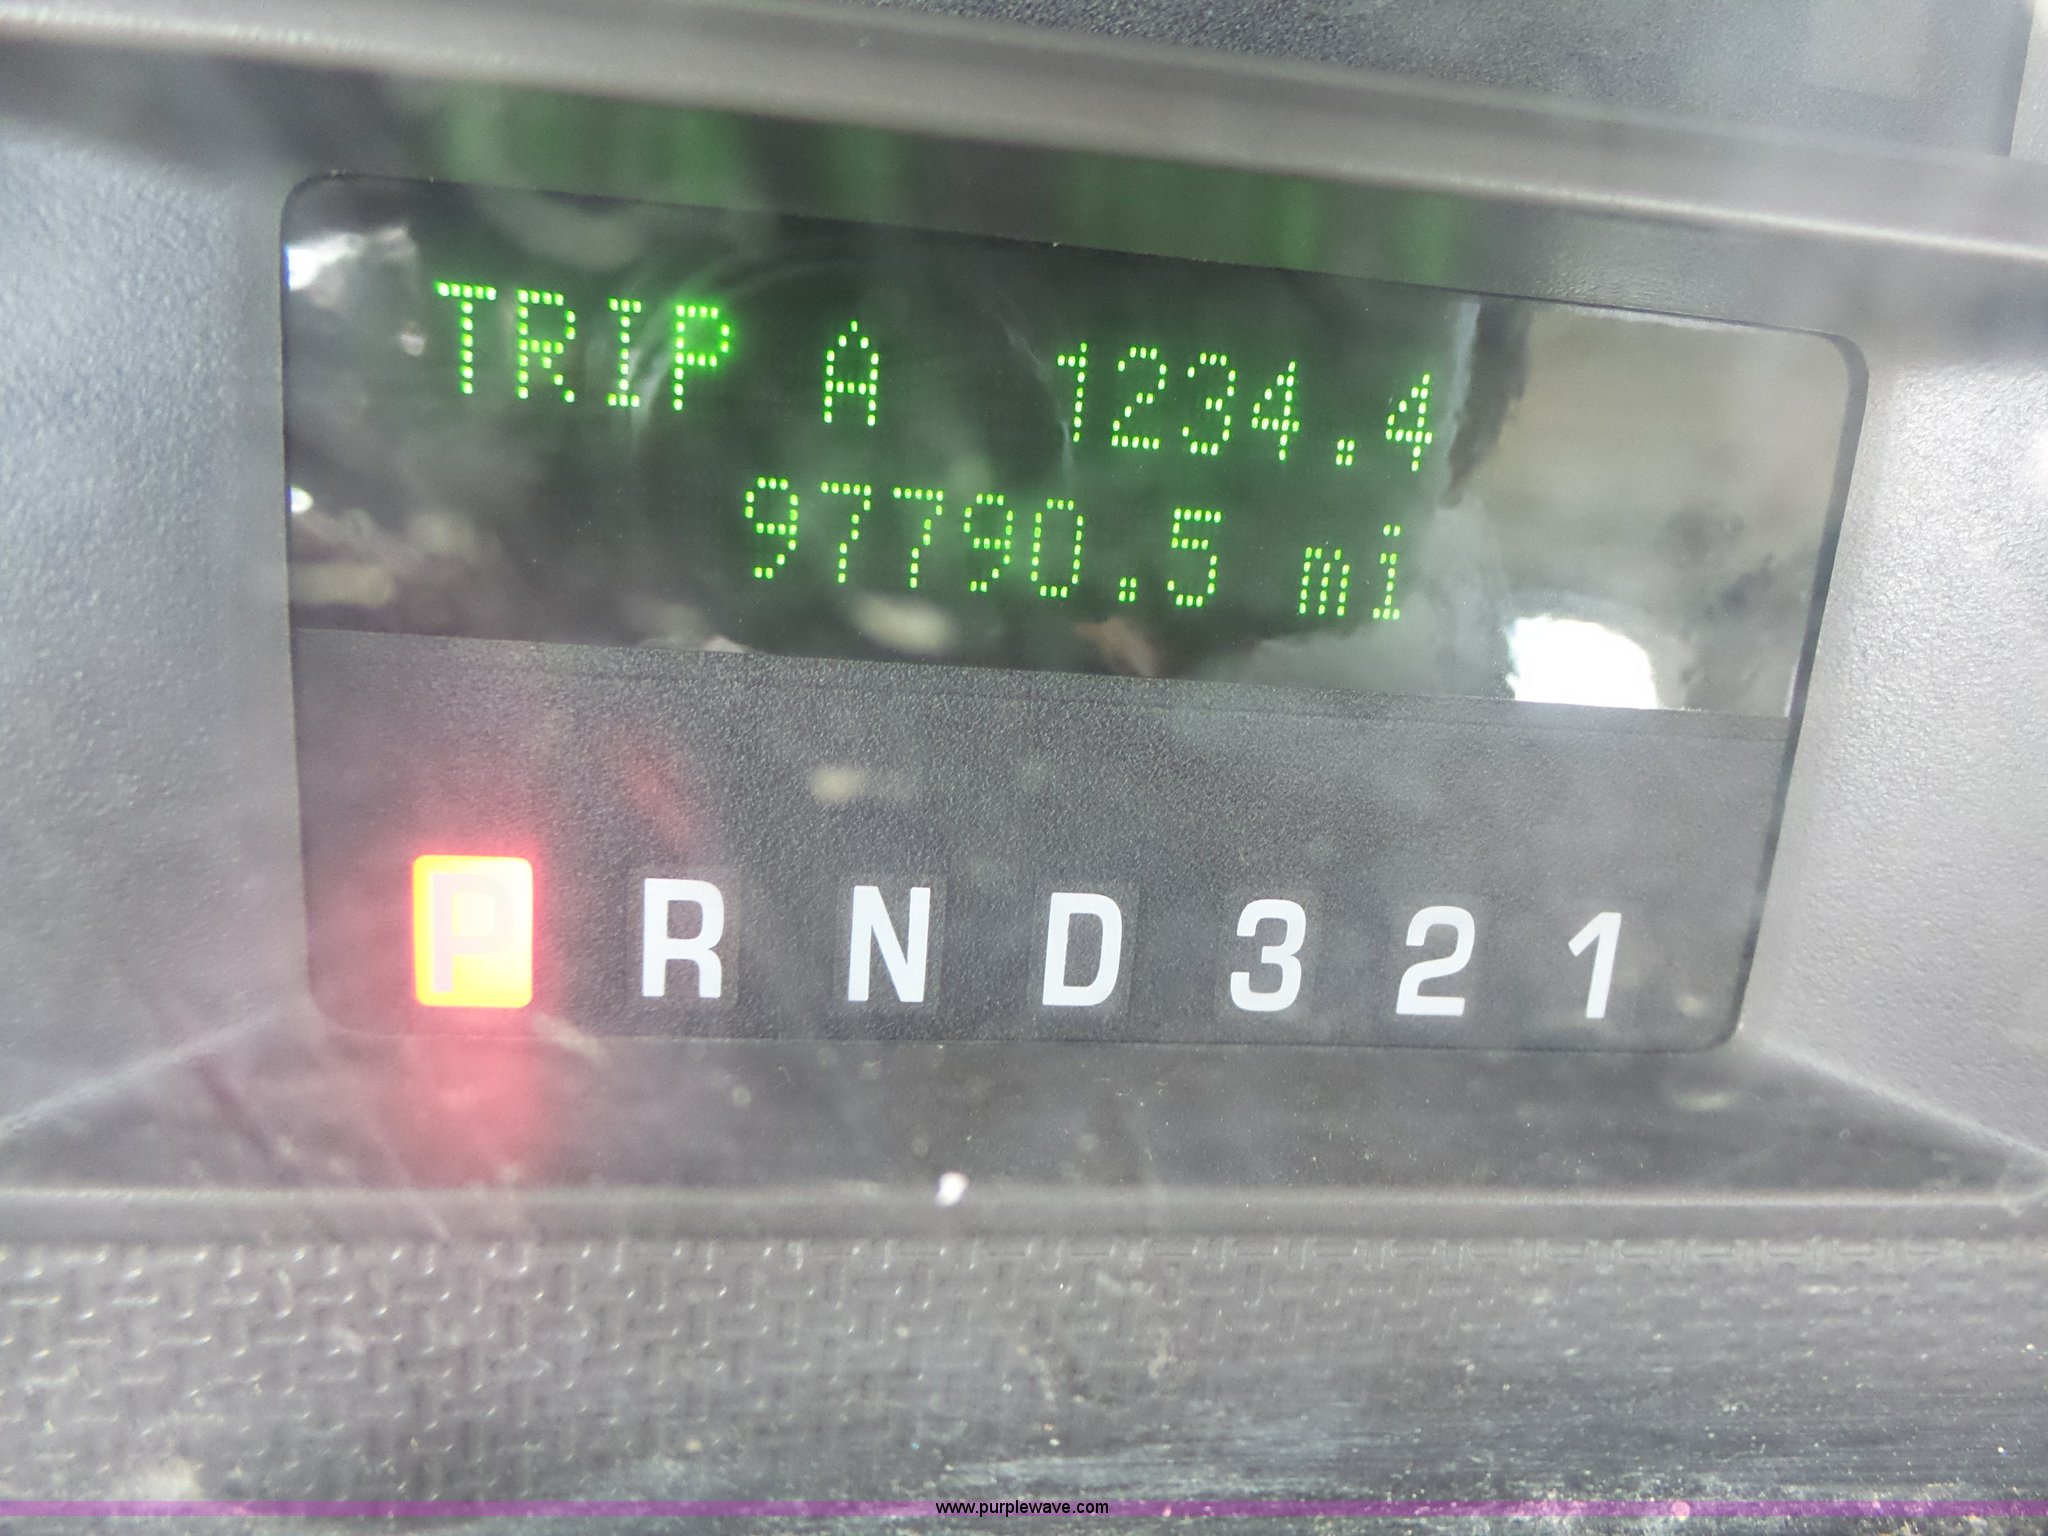 TRIP A 1234.4
97790.5 mi
P R N D 3 2 1
www.purplewave.com